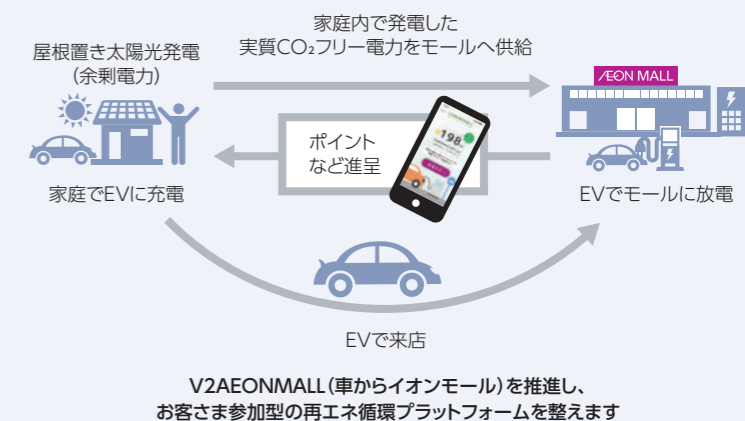 家庭内で発電した
実質CO₂フリー電力をモールへ供給
屋根置き太陽光発電
(余剰電力)
ÆON MALL
ポイント
など進呈
198
家庭でEVに充電
EVでモールに放電
EVで来店
V2AEONMALL(車からイオンモール)を推進し、
お客さま参加型の再エネ循環プラットフォームを整えます